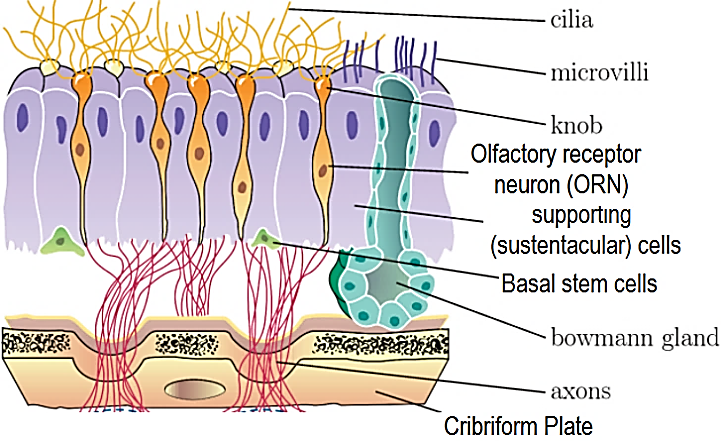 cilia
microvilli
knob
Olfactory receptor
neuron (ORN)
supporting
(sustentacular) cells
Basal stem cells
bowmann gland
axons
Cribriform Plate